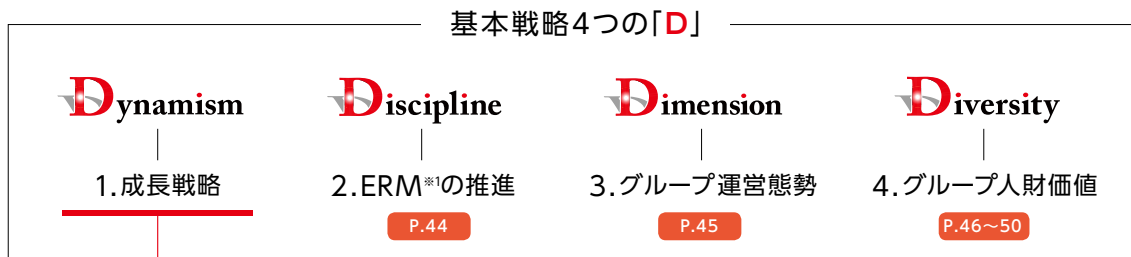 基本戦略4つの「D」
Dynamism
Discipline
Dimension
Diversity
1.成長戦略
2.ERM※1の推進
3.グループ運営態勢
4.グループ人財価値
P.44
P.45
P.46～50